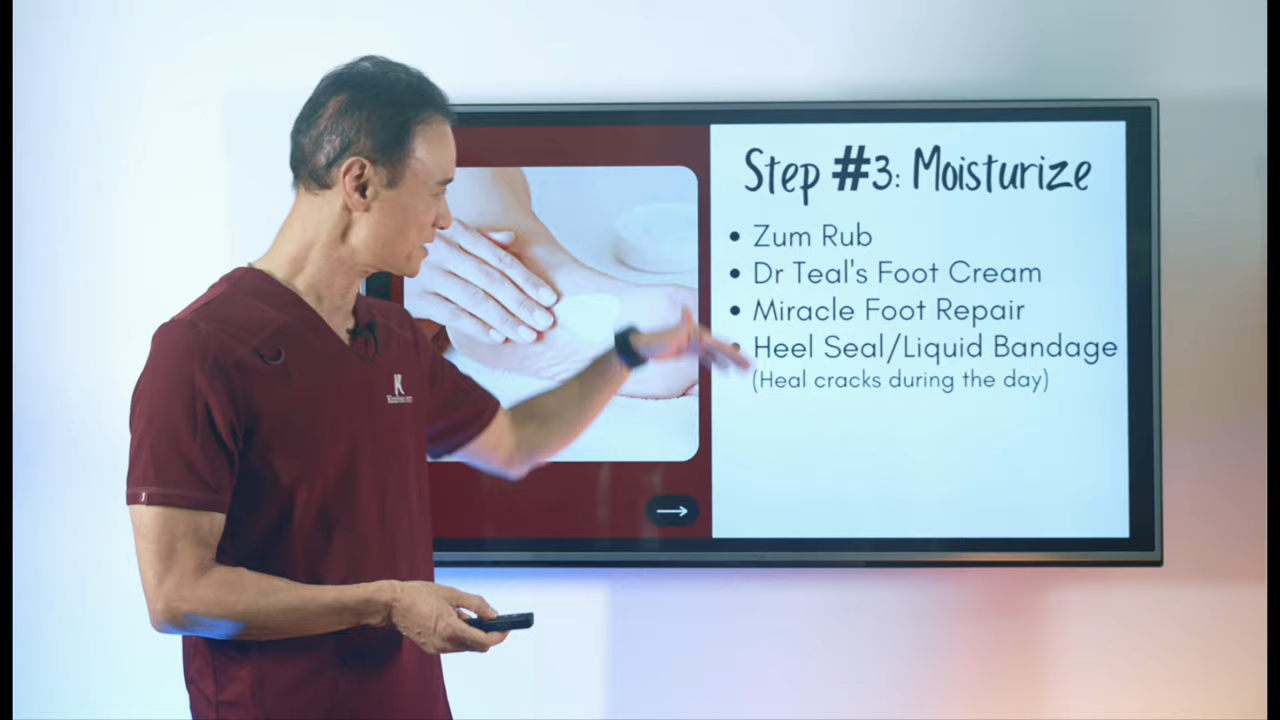 Step #3: Moisturize
• Zum Rub
• Dr Teal's Foot Cream
• Miracle Foot Repair
• Heel Seal/Liquid Bandage
(Heal cracks during the day)
K